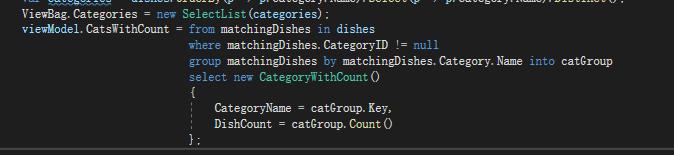 ViewBag.Categories = new SelectList(categories);
viewModel.CatsWithCount = from matchingDishes in dishes
where matchingDishes.CategoryID != null
group matchingDishes by matchingDishes.Category.Name into catGroup
select new CategoryWithCount()
{
CategoryName = catGroup.Key,
DishCount = catGroup.Count()
};